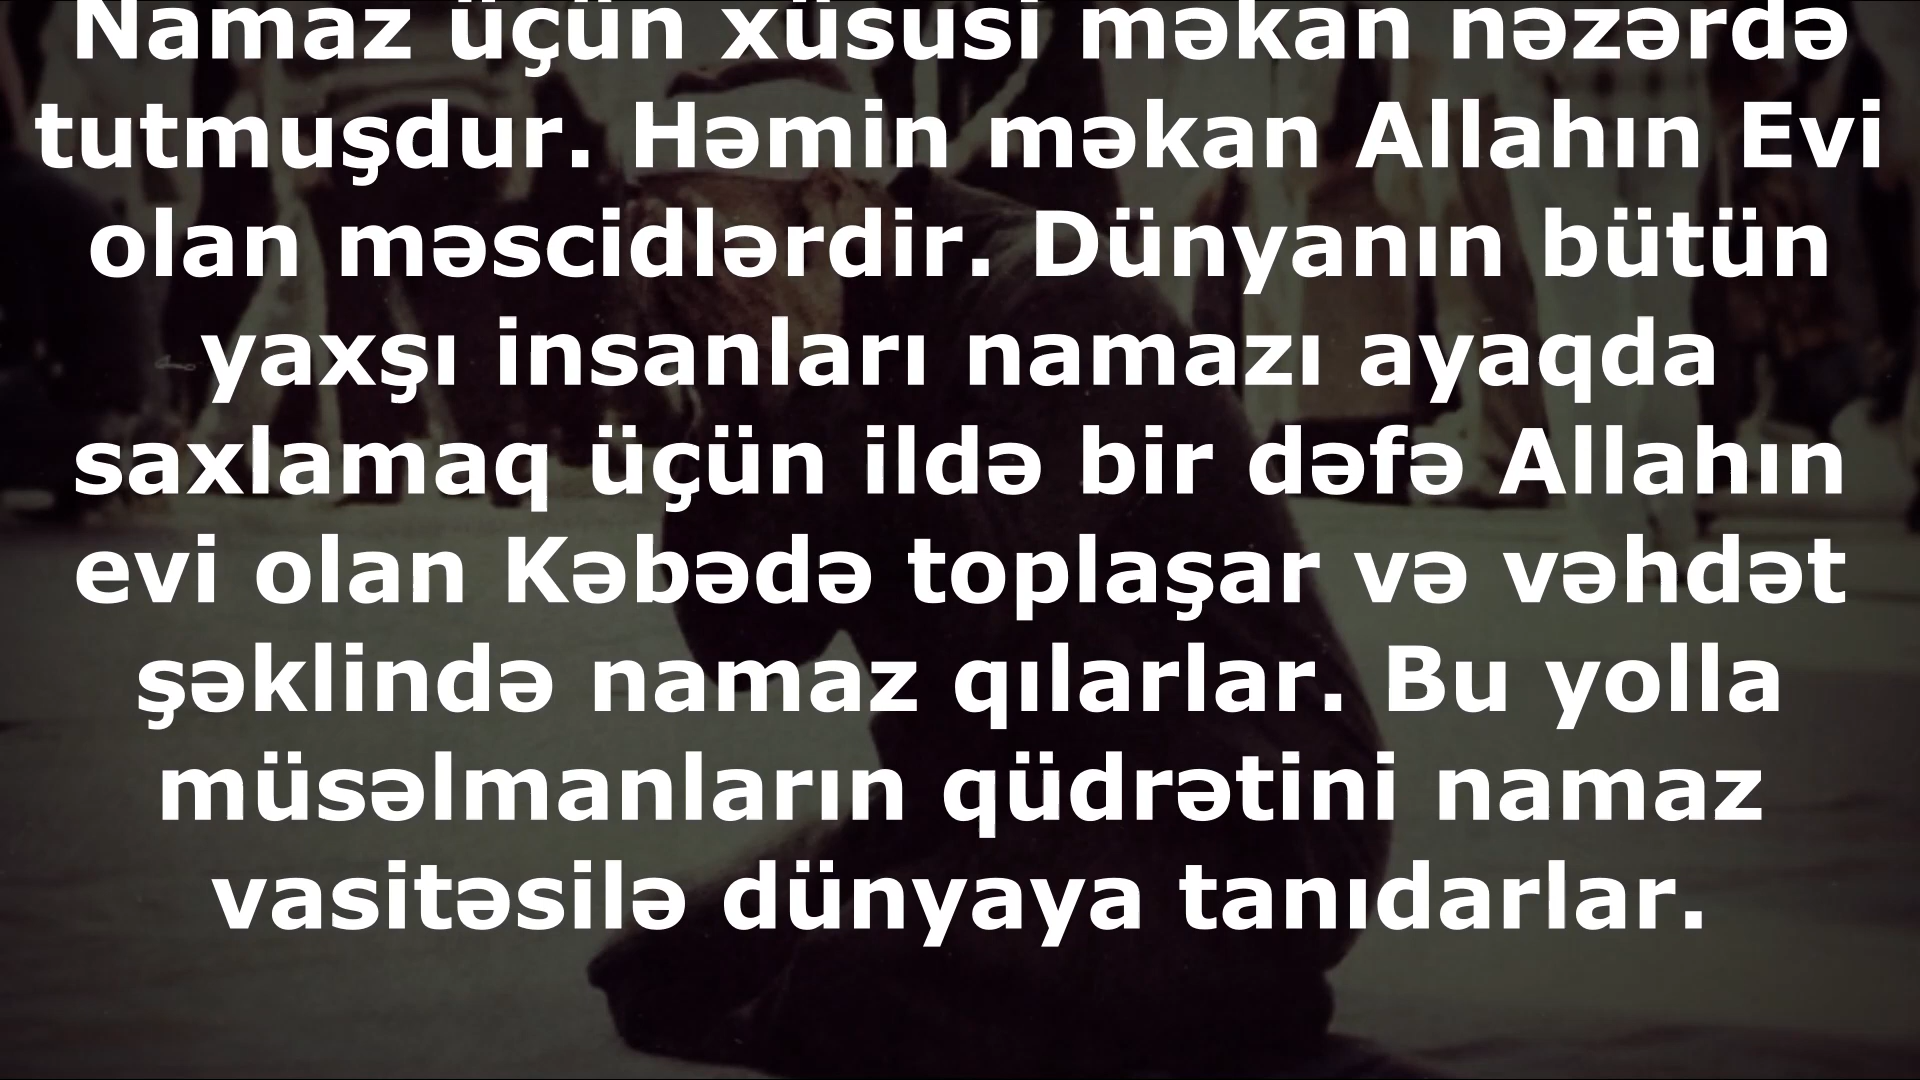 Namaz üçün xüsusi məkan nəzərdə
tutmuşdur. Həmin məkan Allahın Evi
olan məscidlərdir. Dünyanın bütün
yaxşı insanları namazı ayaqda
saxlamaq üçün ildə bir dəfə Allahın
evi olan Kəbədə toplaşar və vəhdət
şəklində namaz qılarlar. Bu yolla
müsəlmanların qüdrətini namaz
vasitəsilə dünyaya tanıdarlar.